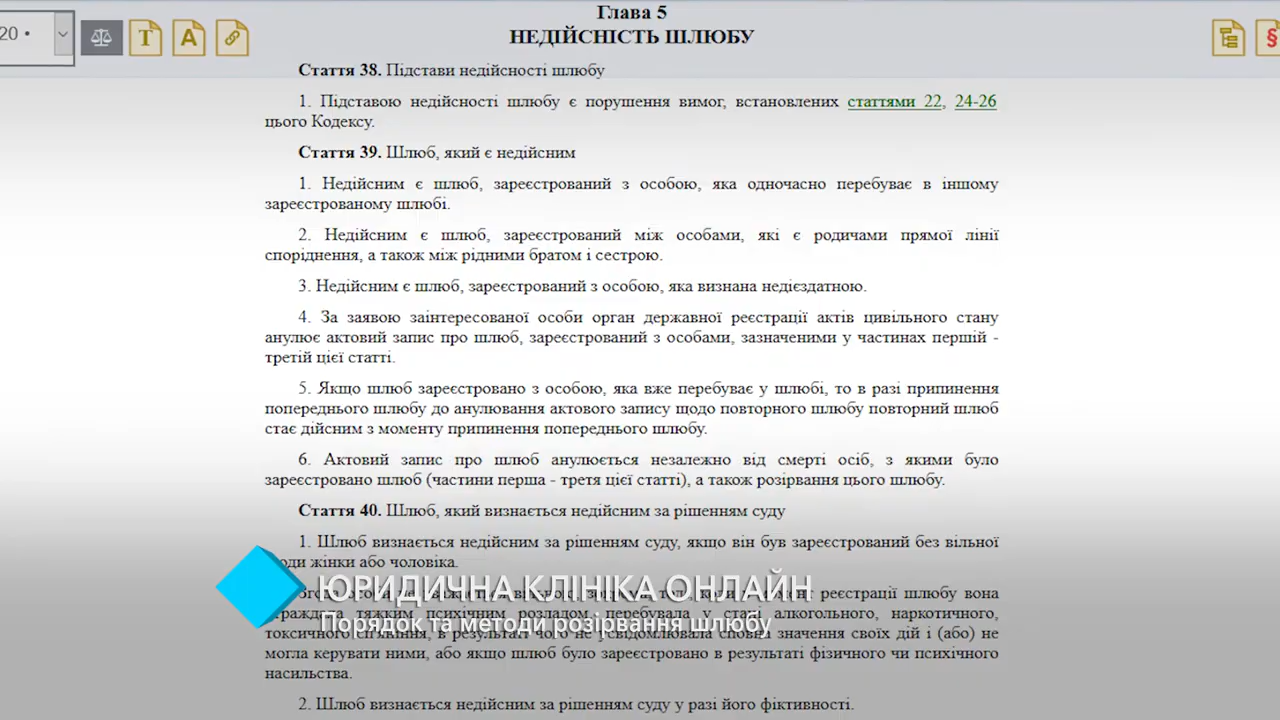 20 •
T
A
§
Глава 5
НЕДІЙСНІСТЬ ШЛЮБУ
Стаття 38. Підстави недійсності шлюбу
1. Підставою недійсності шлюбу є порушення вимог, встановлених статтями 22, 24-26
цього Кодексу.
Стаття 39. Шлюб, який є недійсним
1. Недійсним є шлюб, зареєстрований з особою, яка одночасно перебуває в іншому
зареєстрованому шлюбі.
2. Недійсним є шлюб, зареєстрований між особами, які є родичами прямої лінії
споріднення, а також між рідними братом і сестрою.
3. Недійсним є шлюб, зареєстрований з особою, яка визнана недієздатною.
4. За заявою заінтересованої особи орган державної реєстрації актів цивільного стану
анулює актовий запис про шлюб, зареєстрований з особами, зазначеними у частинах першій -
третій цієї статті.
5. Якщо шлюб зареєстровано з особою, яка вже перебуває у шлюбі, то в разі припинення
попереднього шлюбу до анулювання актового запису щодо повторного шлюбу повторний шлюб
стає дійсним з моменту припинення попереднього шлюбу.
6. Актовий запис про шлюб анулюється незалежно від смерті осіб, з якими було
зареєстровано шлюб (частини перша - третя цієї статті), а також розірвання цього шлюбу.
Стаття 40. Шлюб, який визнається недійсним за рішенням суду
1. Шлюб визнається недійсним за рішенням суду, якщо він був зареєстрований без вільної
жінки або чоловіка.
ЮРИДИЧНА КЛІНІКА ОНЛАЙН
реєстрації шлюбу вона
Порядок та методи розірвання шлюбу
тяжким психічним розладом, перебувала у стані алкогольного, наркотичного,
в результаті чого не усвідомлювала сповна значення своїх дій і (або) не
могла керувати ними, або якщо шлюб було зареєстровано в результаті фізичного чи психічного
насильства.
2. Шлюб визнається недійсним за рішенням суду у разі його фіктивності.